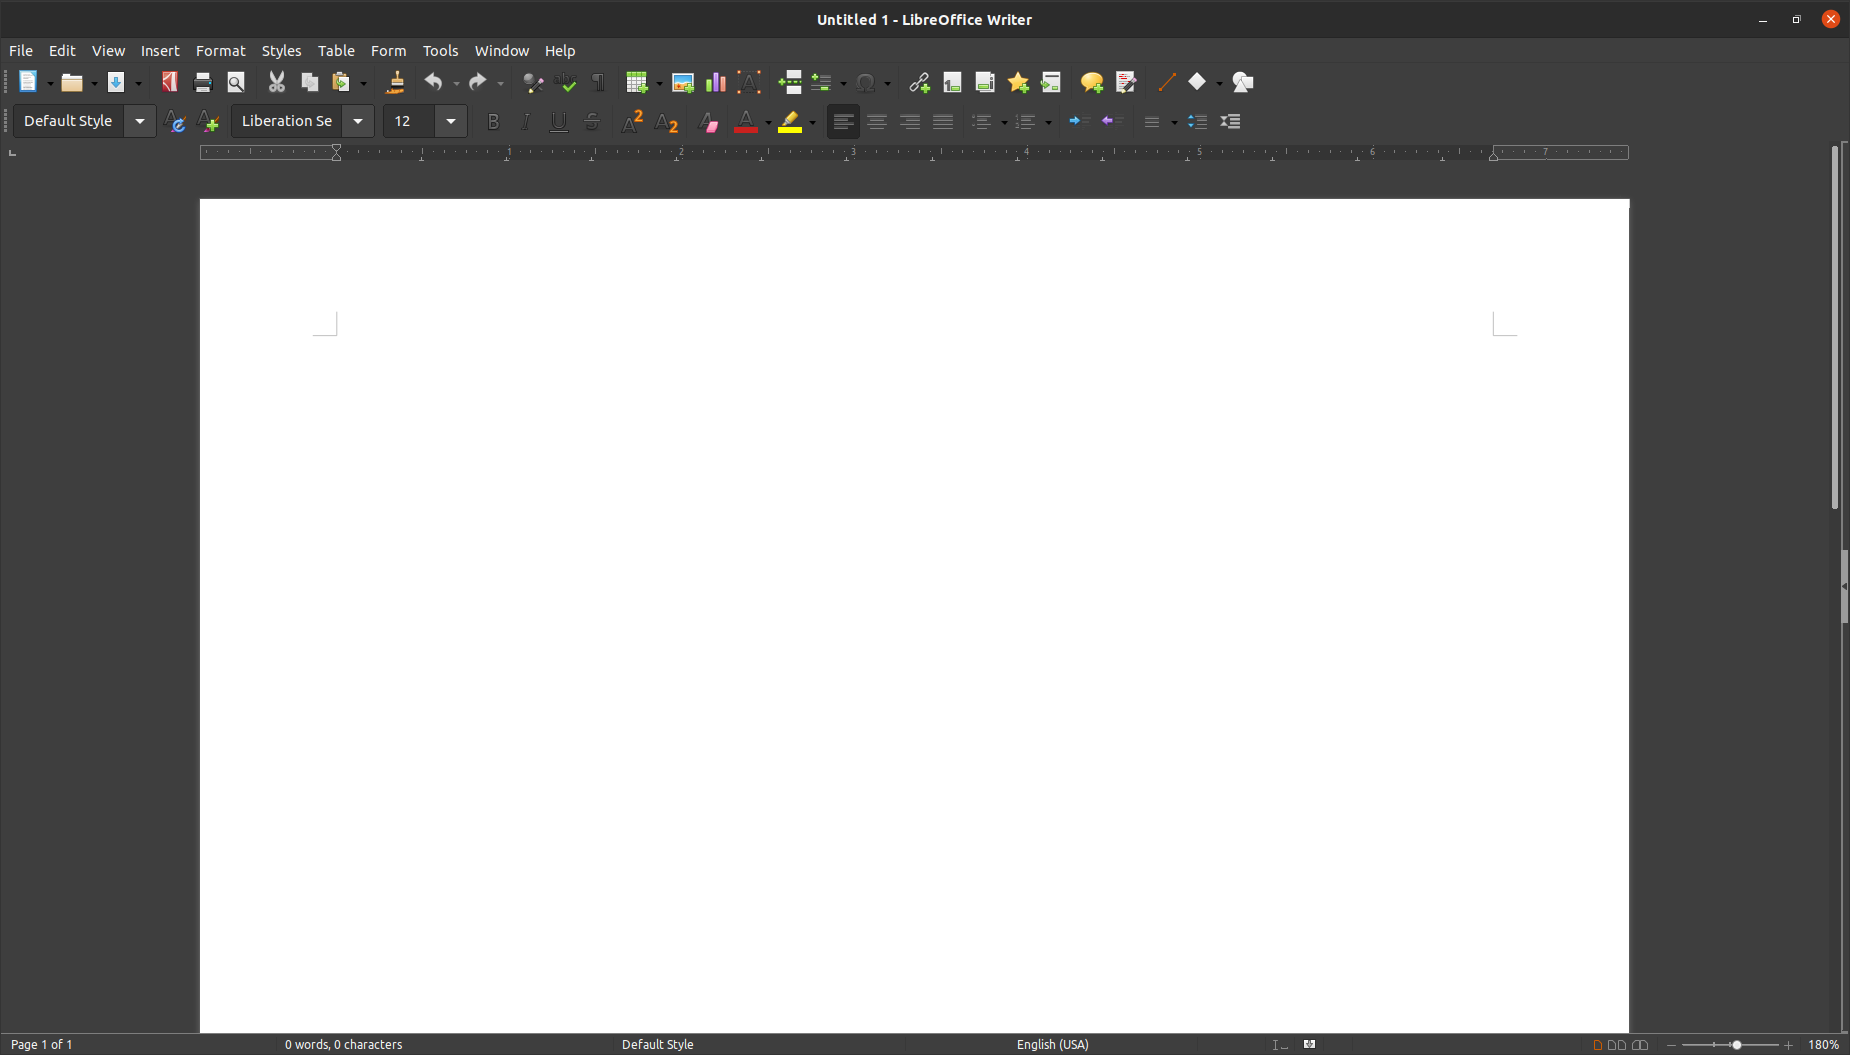 Untitled 1 - LibreOffice Writer
File Edit View Insert Format Styles Table Form Tools Window Help
Default Style Liberation Se 12
1 2 3 4 5 6 7
Page 1 of 1 0 words, 0 characters Default Style English (USA) 180%